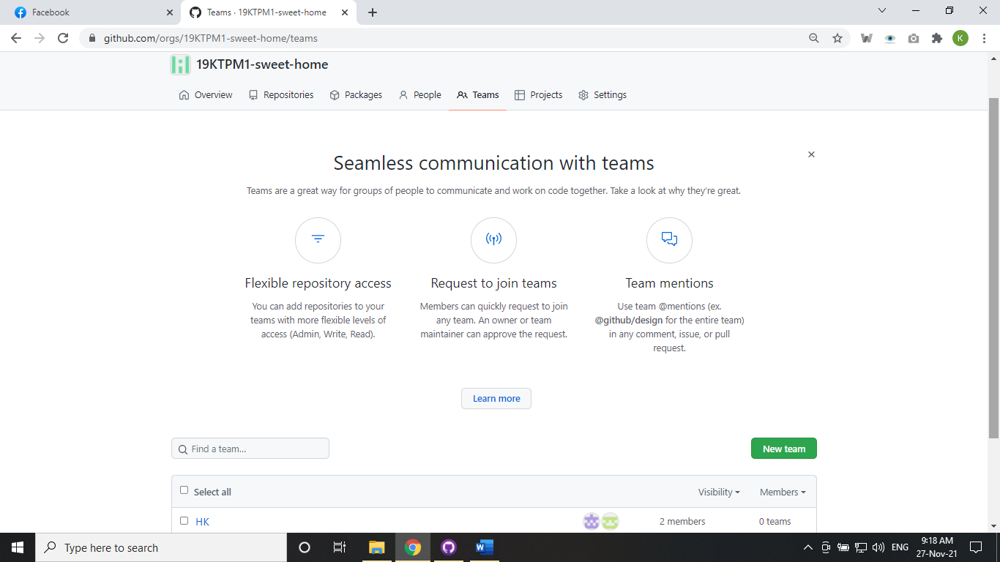 Facebook
Teams · 19KTPM1-sweet-home
github.com/orgs/19KTPM1-sweet-home/teams
K
19KTPM1-sweet-home
Overview Repositories Packages People Teams Projects Settings
Seamless communication with teams
Teams are a great way for groups of people to communicate and work on code together. Take a look at why they're great.
Flexible repository access
You can add repositories to your
teams with more flexible levels of
access (Admin, Write, Read).
Request to join teams
Members can quickly request to join
any team. An owner or team
maintainer can approve the request.
Team mentions
Use team @mentions (ex.
@github/design for the entire team)
in any comment, issue, or pull
request.
Learn more
Find a team...
New team
Select all Visibility Members
HK 2 members 0 teams
Type here to search
ENG
9:18 AM
27-Nov-21